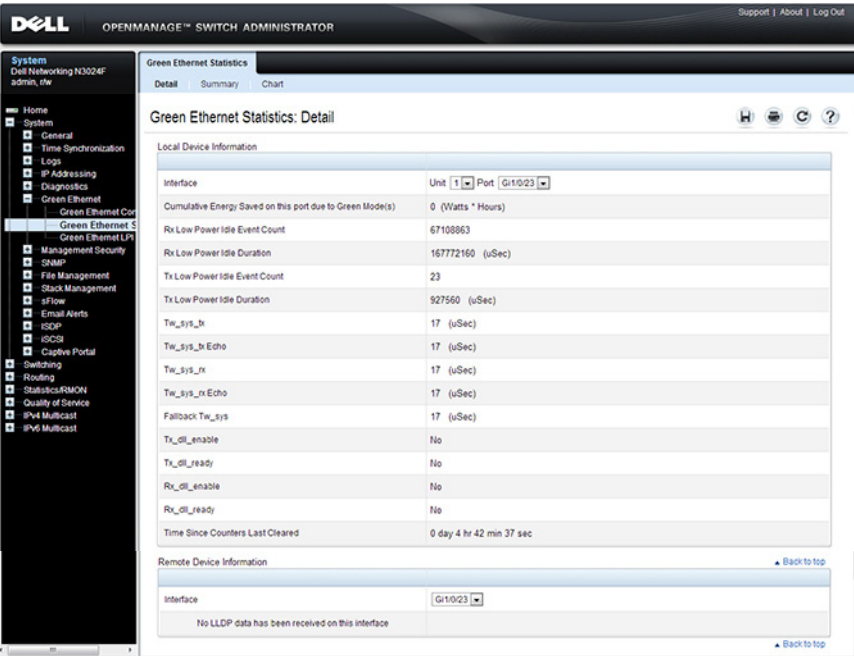 Support | About | Log Out
DELL OPENMANAGE™ SWITCH ADMINISTRATOR
System
Dell Networking N3024F
admin, r/w
Home
System
General
Time Synchronization
Logs
IP Addressing
Diagnostics
Green Ethernet
Green Ethernet Con
Green Ethernet S
Green Ethernet LPI
Management Security
SNMP
File Management
Stack Management
sFlow
Email Alerts
ISDP
iSCSI
Captive Portal
Switching
Routing
Statistics/RMON
Quality of Service
IPv4 Multicast
IPv6 Multicast
Green Ethernet Statistics
Detail Summary Chart
Green Ethernet Statistics: Detail
Local Device Information
Interface Unit 1 Port Gi1/0/23
Cumulative Energy Saved on this port due to Green Mode(s) 0 (Watts * Hours)
Rx Low Power Idle Event Count 67108863
Rx Low Power Idle Duration 167772160 (uSec)
Tx Low Power Idle Event Count 23
Tx Low Power Idle Duration 927560 (uSec)
Tw_sys_tx 17 (uSec)
Tw_sys_tx Echo 17 (uSec)
Tw_sys_rx 17 (uSec)
Tw_sys_rx Echo 17 (uSec)
Fallback Tw_sys 17 (uSec)
Tx_dll_enable No
Tx_dll_ready No
Rx_dll_enable No
Rx_dll_ready No
Time Since Counters Last Cleared 0 day 4 hr 42 min 37 sec
Remote Device Information Back to top
Interface Gi1/0/23
No LLDP data has been received on this interface
Back to top